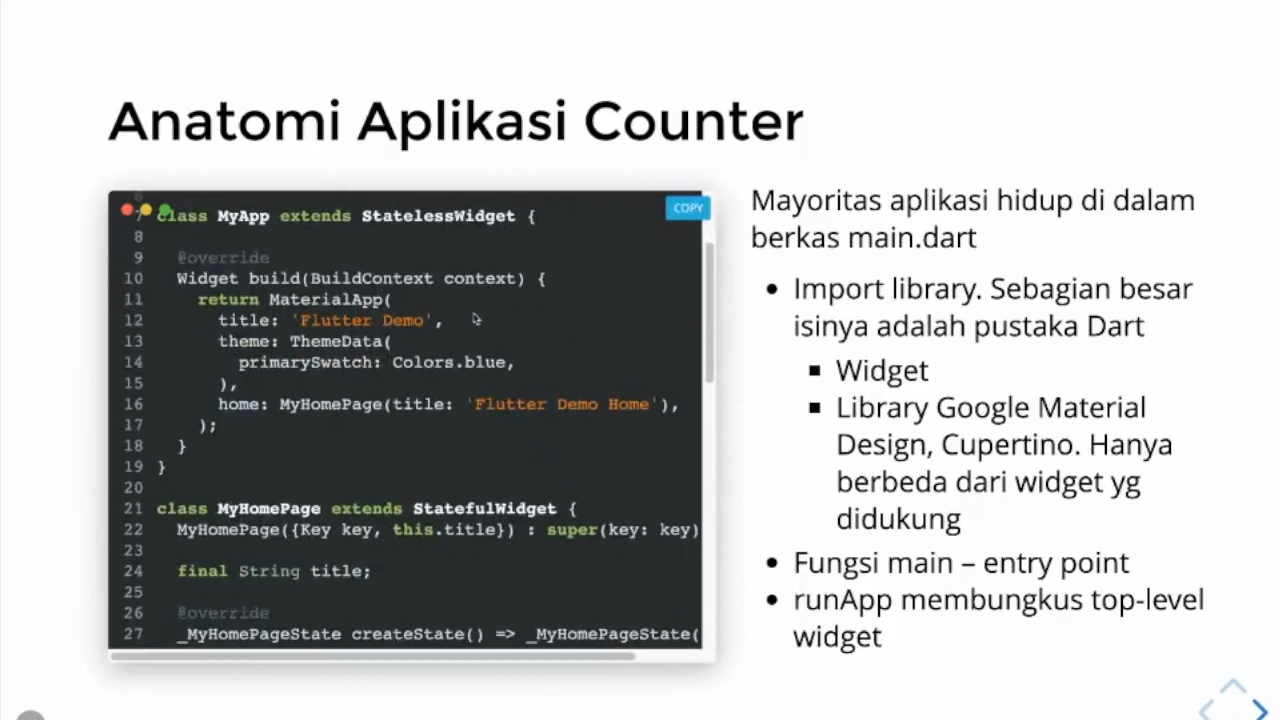 Anatomi Aplikasi Counter
COPY
7 class MyApp extends StatelessWidget {
8
9 @override
10 Widget build(BuildContext context) {
11 return MaterialApp(
12 title: 'Flutter Demo',
13 theme: ThemeData(
14 primarySwatch: Colors.blue,
15 ),
16 home: MyHomePage(title: 'Flutter Demo Home'),
17 );
18 }
19 }
20
21 class MyHomePage extends StatefulWidget {
22 MyHomePage({Key key, this.title}) : super(key: key)
23
24 final String title;
25
26 @override
27 _MyHomePageState createState() => _MyHomePageState(
Mayoritas aplikasi hidup di dalam
berkas main.dart
Import library. Sebagian besar
isinya adalah pustaka Dart
Widget
Library Google Material
Design, Cupertino. Hanya
berbeda dari widget yg
didukung
Fungsi main – entry point
runApp membungkus top-level
widget